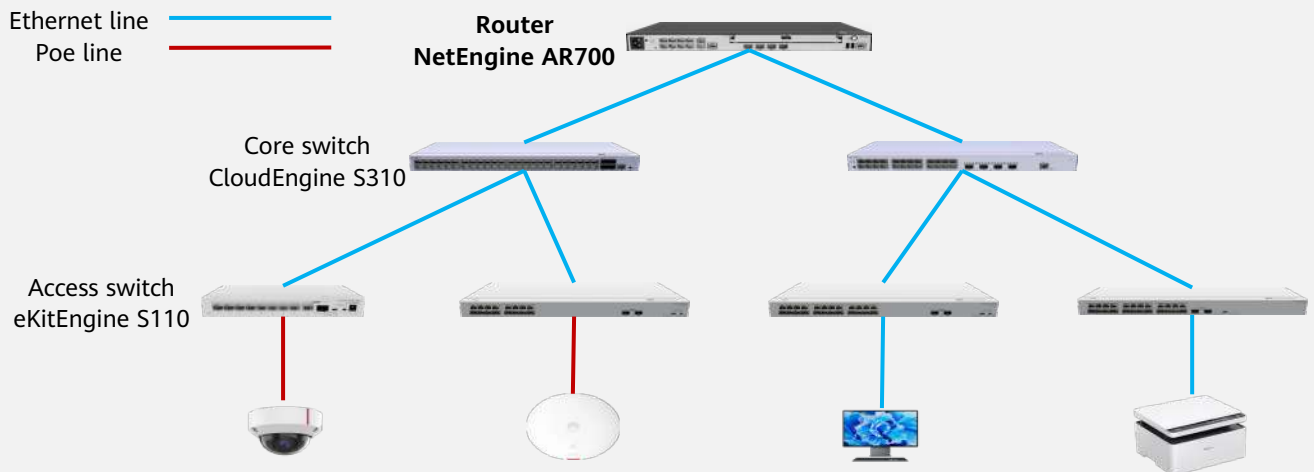 Ethernet line
Poe line
Router
NetEngine AR700
Core switch
CloudEngine S310
Access switch
eKitEngine S110